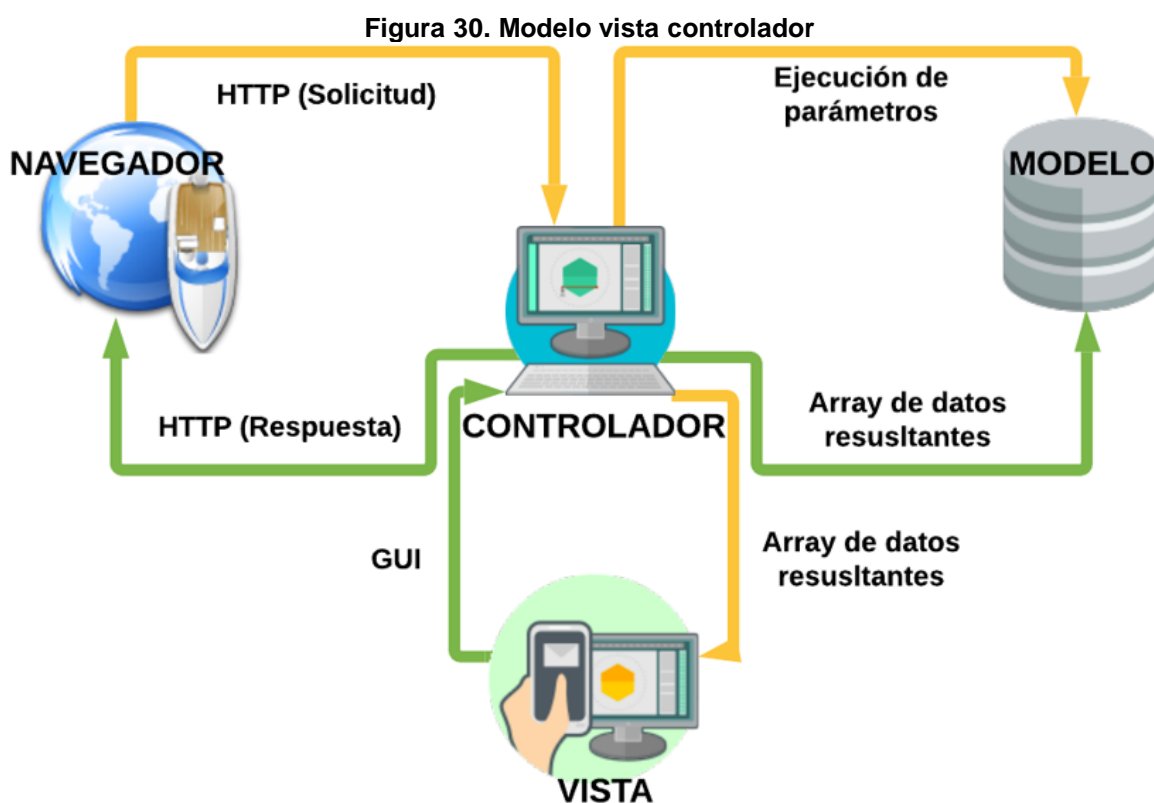 Figura 30. Modelo vista controlador
HTTP (Solicitud)
Ejecución de
parámetros
NAVEGADOR
MODELO
HTTP (Respuesta)
CONTROLADOR
Array de datos
resusltantes
GUI
Array de datos
resusltantes
VISTA